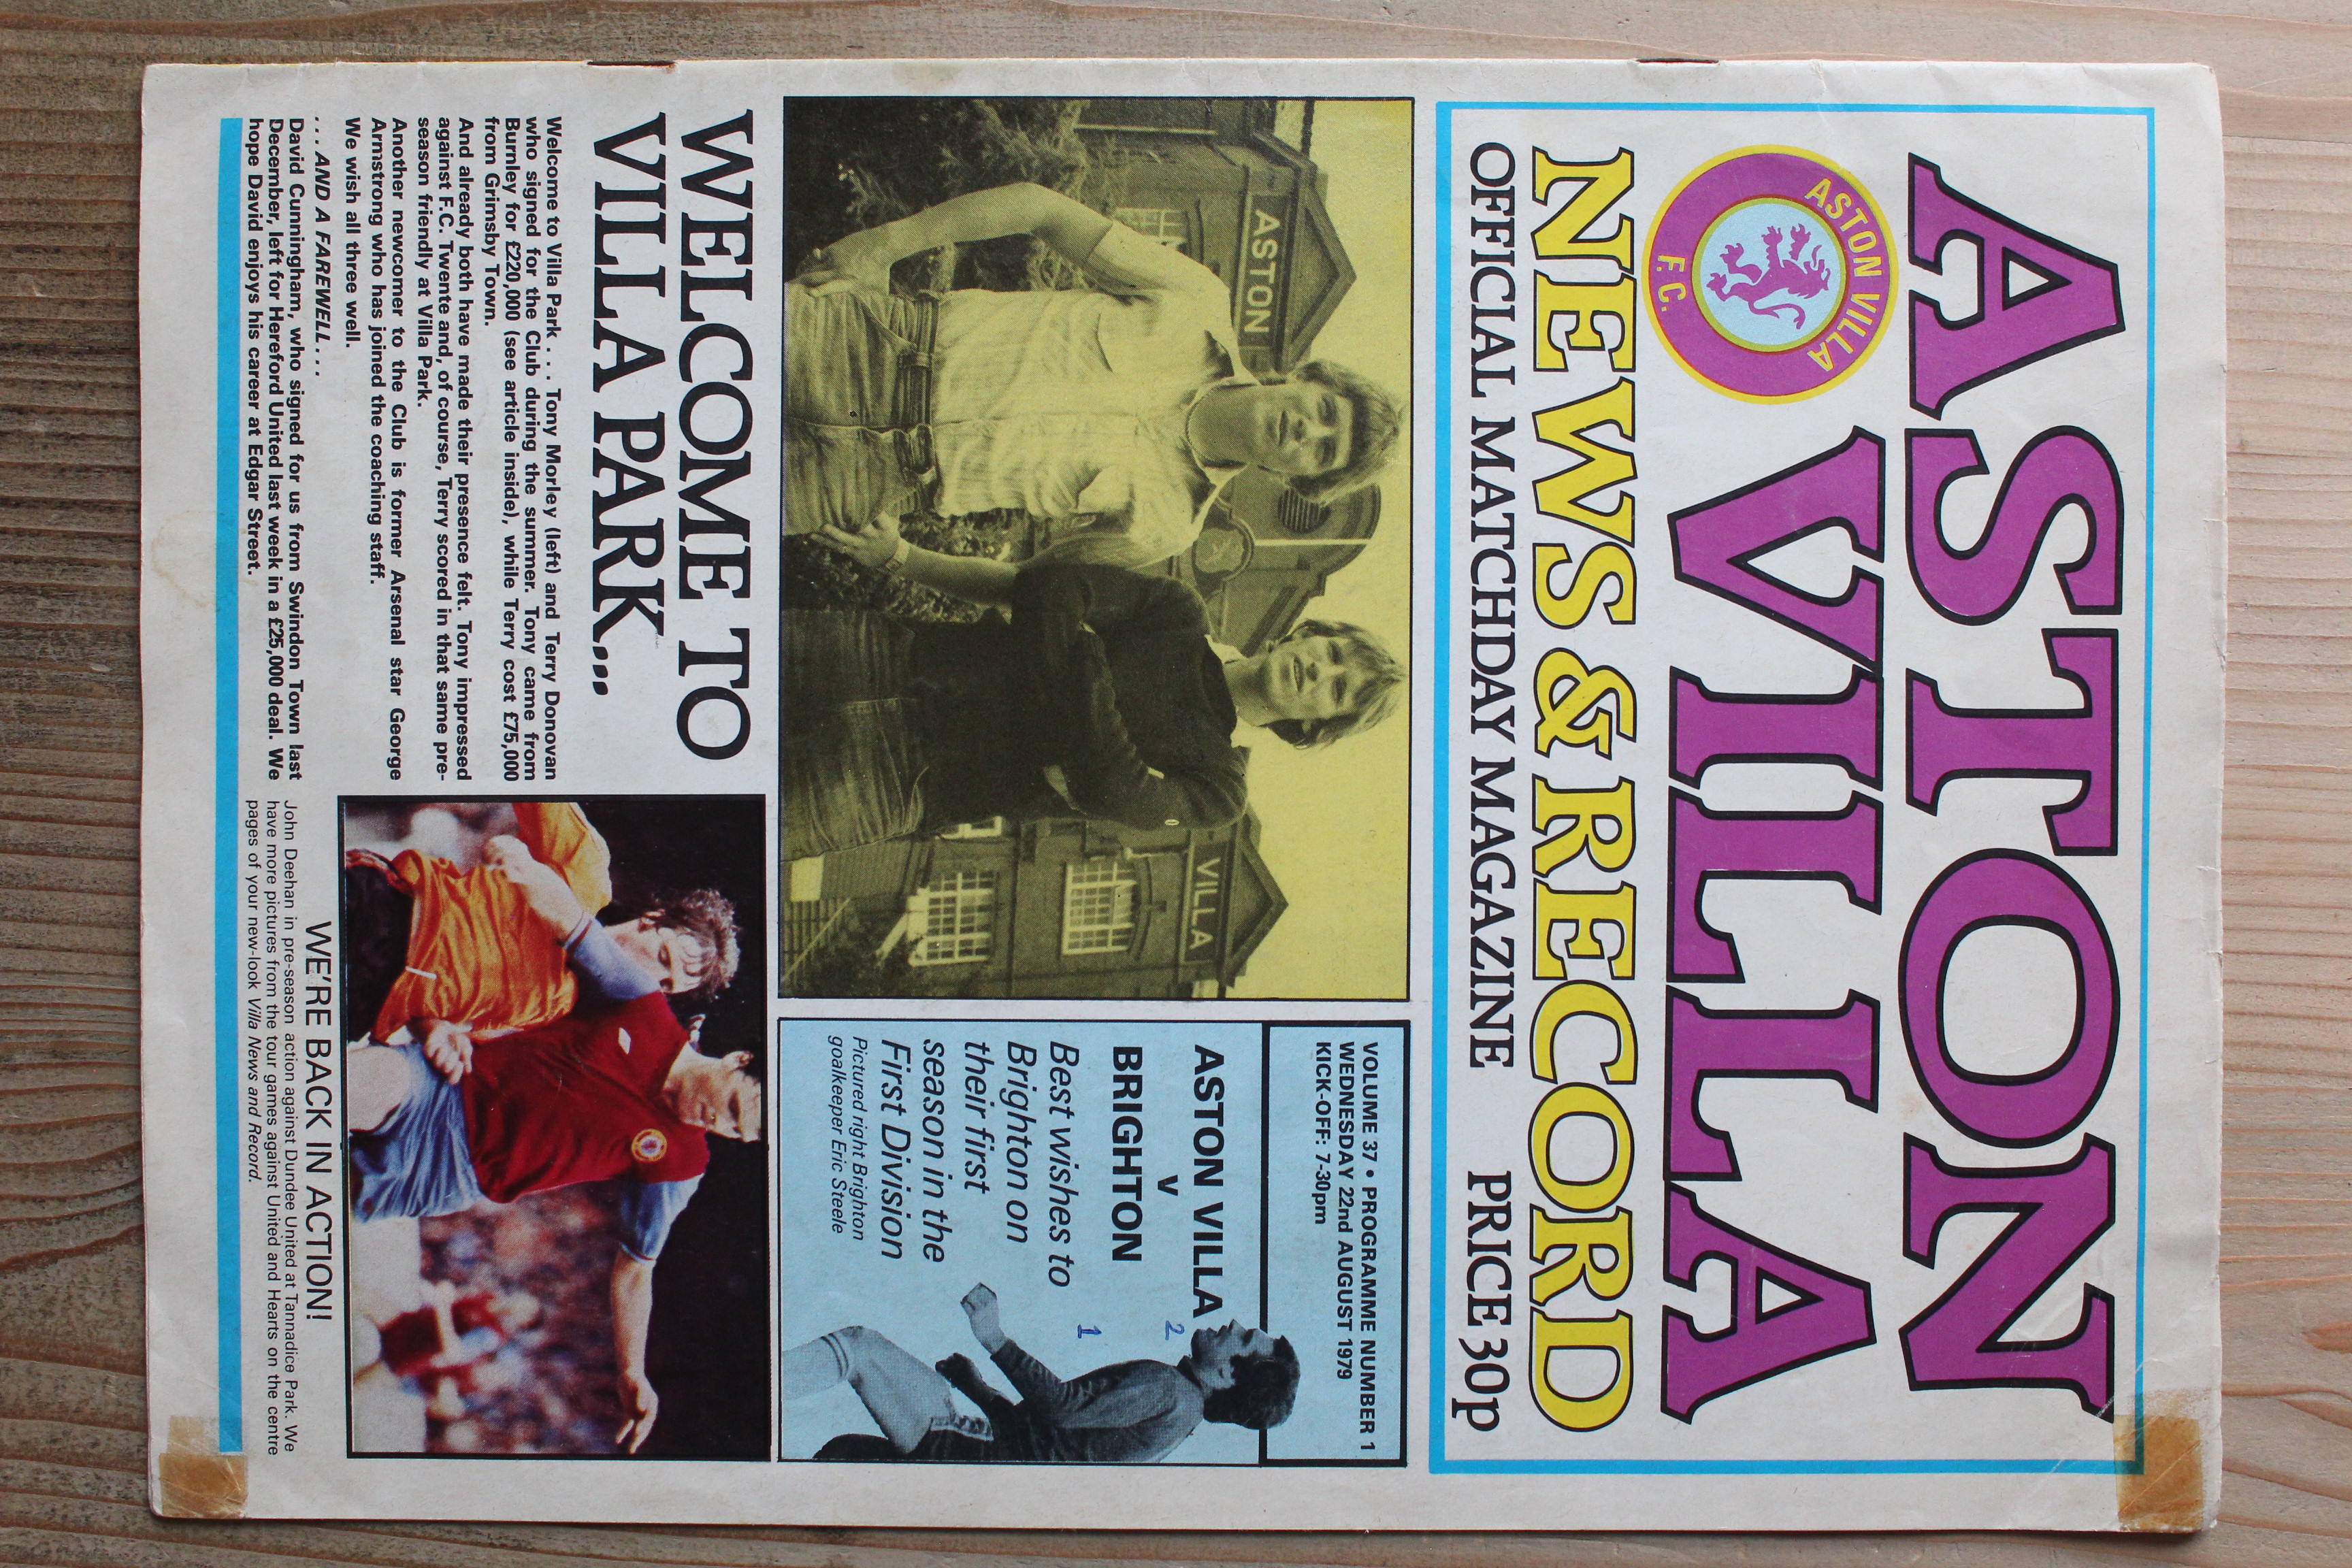 ASTON
VILLA
ASTON VILLA
F.C.
NEWS & RECORD
OFFICIAL MATCHDAY MAGAZINE PRICE 30p
ASTON
VILLA
VOLUME 37 • PROGRAMME NUMBER 1
WEDNESDAY 22nd AUGUST 1979
KICK-OFF: 7-30pm
ASTON VILLA 2
v
BRIGHTON 1
Best wishes to
Brighton on
their first
season in the
First Division
Pictured right Brighton
goalkeeper Eric Steele
WELCOME TO
VILLA PARK...
Welcome to Villa Park . . . Tony Morley (left) and Terry Donovan
who signed for the Club during the summer. Tony came from
Burnley for £220,000 (see article inside), while Terry cost £75,000
from Grimsby Town.
And already both have made their presence felt. Tony impressed
against F.C. Twente and, of course, Terry scored in that same pre-
season friendly at Villa Park.
Another newcomer to the Club is former Arsenal star George
Armstrong who has joined the coaching staff.
We wish all three well.
. . . AND A FAREWELL . . .
David Cunningham, who signed for us from Swindon Town last
December, left for Hereford United last week in a £25,000 deal. We
hope David enjoys his career at Edgar Street.
WE'RE BACK IN ACTION!
John Deehan in pre-season action against Dundee United at Tannadice Park. We
have more pictures from the tour games against United and Hearts on the centre
pages of your new-look Villa News and Record.